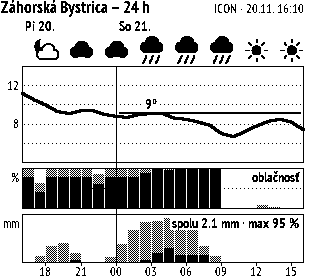 Záhorská Bystrica – 24 h ICON · 20.11. 16:10
Pi 20. So 21.
12
9°
8
% oblačnosť
mm spolu 2.1 mm · max 95 %
18 21 00 03 06 09 12 15